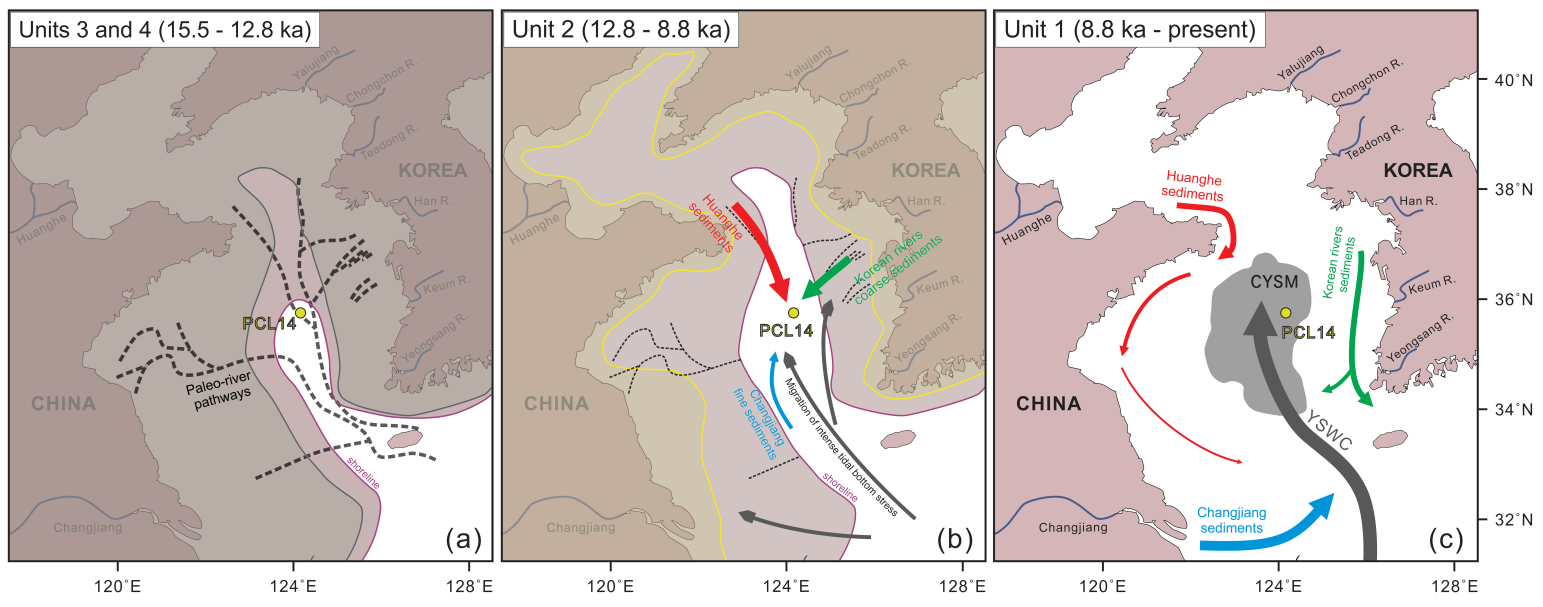 Units 3 and 4 (15.5 - 12.8 ka)
Yalujiang
Chongchon R.
Teadong R.
KOREA
Han R.
Huanghe
Keum R.
PCL14
Yeongsang R.
Paleo-river
pathways
CHINA
shoreline
Changjiang
(a)
120°E
124°E
128°E
Unit 2 (12.8 - 8.8 ka)
Yalujiang
Chongchon R.
Teadong R.
KOREA
Han R.
Huanghe
Huanghe
sediments
Korean rivers
coarse sediments
Keum R.
PCL14
Yeongsang R.
CHINA
Changjiang
fine sediments
Migration of intense tidal bottom stress
shoreline
Changjiang
(b)
120°E
124°E
128°E
Unit 1 (8.8 ka - present)
Yalujiang
Chongchon R.
Teadong R.
KOREA
Huanghe
sediments
Han R.
Huanghe
Korean rivers
sediments
CYSM
Keum R.
PCL14
Yeongsang R.
CHINA
YSWC
Changjiang
sediments
Changjiang
(c)
40°N
38°N
36°N
34°N
32°N
120°E
124°E
128°E